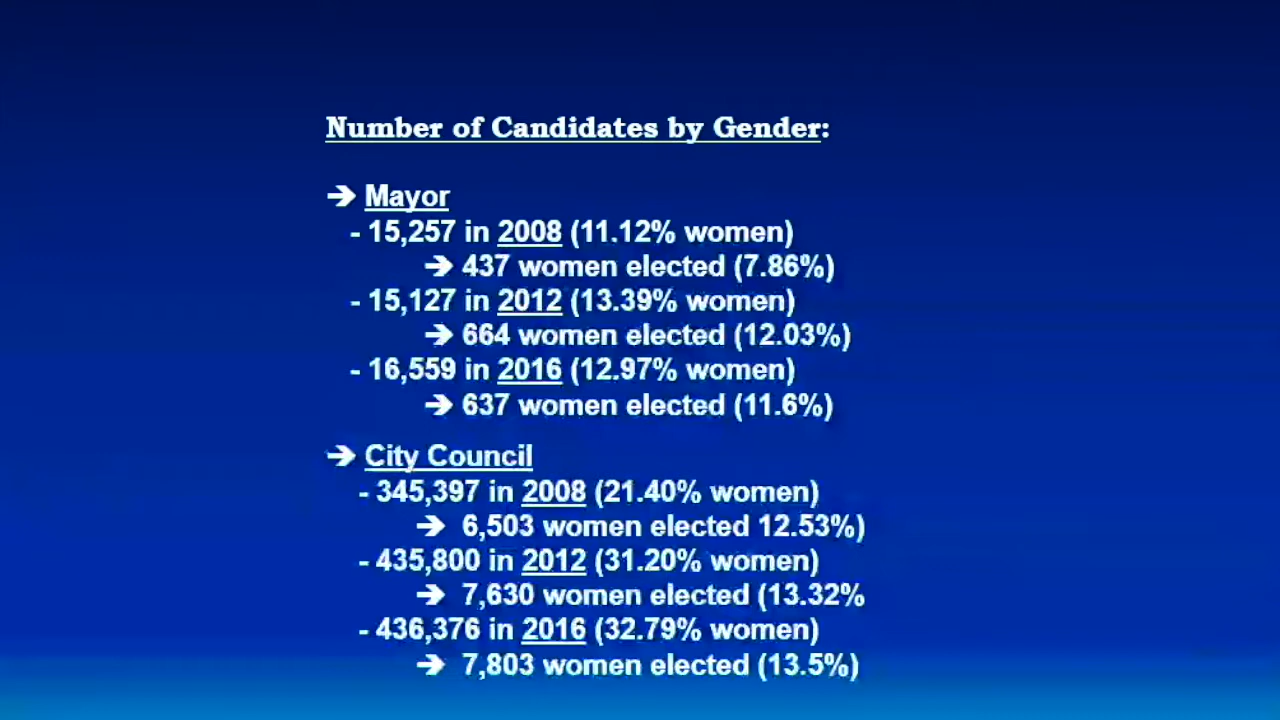 Number of Candidates by Gender:
➔ Mayor
- 15,257 in 2008 (11.12% women)
➔ 437 women elected (7.86%)
- 15,127 in 2012 (13.39% women)
➔ 664 women elected (12.03%)
- 16,559 in 2016 (12.97% women)
➔ 637 women elected (11.6%)
➔ City Council
- 345,397 in 2008 (21.40% women)
➔ 6,503 women elected 12.53%)
- 435,800 in 2012 (31.20% women)
➔ 7,630 women elected (13.32%
- 436,376 in 2016 (32.79% women)
➔ 7,803 women elected (13.5%)